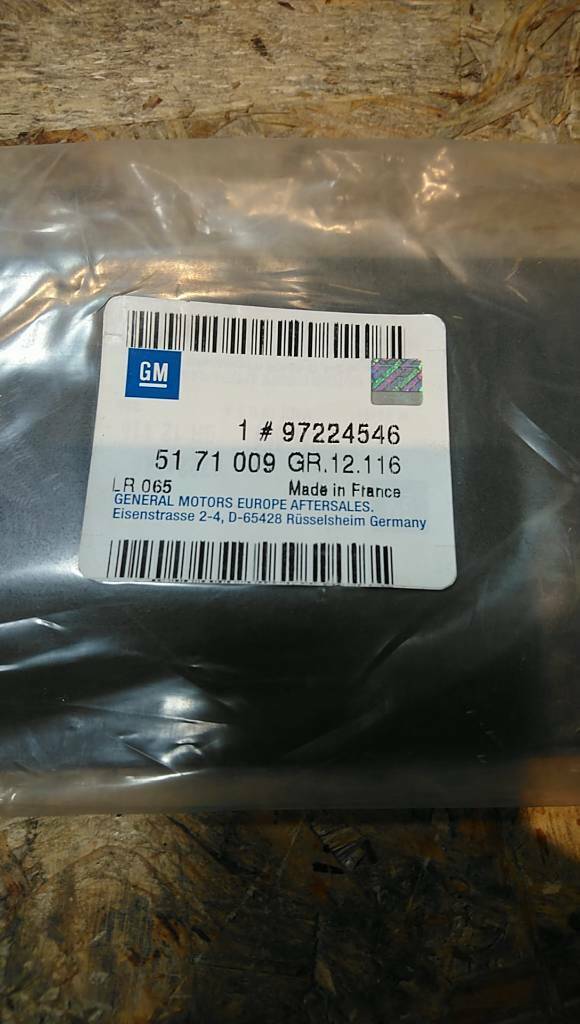 GM
1 # 97224546
51 71 009 GR.12.116
LR 065 Made in France
GENERAL MOTORS EUROPE AFTERSALES.
Eisenstrasse 2-4, D-65428 Rüsselsheim Germany